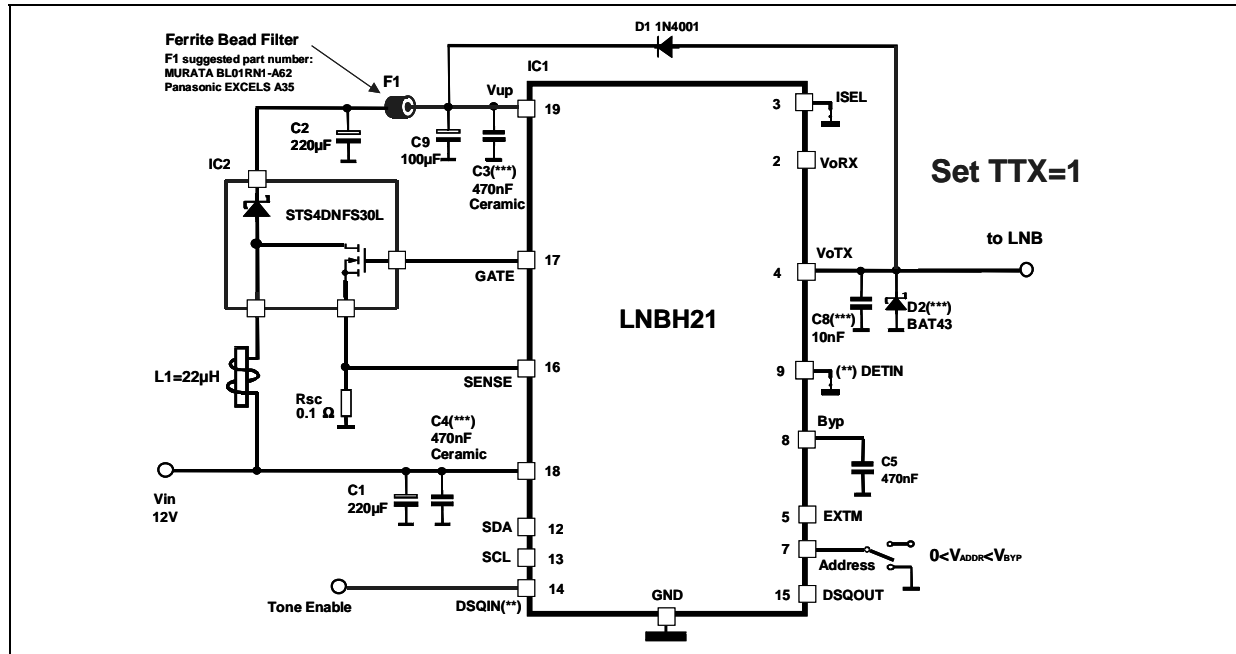 D1 1N4001
Ferrite Bead Filter
F1 suggested part number:
MURATA BL01RN1-A62
Panasonic EXCELS A35
F1
IC1
Vup
19
3
ISEL
C2
220µF
C9
100µF
C3(***)
470nF
Ceramic
2
VoRX
Set TTX=1
IC2
STS4DNFS30L
to LNB
VoTX
4
GATE
17
LNBH21
C8(***)
10nF
D2(***)
BAT43
L1=22µH
SENSE
16
9
(**) DETIN
Rsc
0.1 Ω
C4(***)
470nF
Ceramic
Byp
8
C5
470nF
Vin
12V
C1
220µF
18
5
EXTM
SDA
12
SCL
13
7
Address
0<VADDR<VBYP
Tone Enable
14
DSQIN(**)
GND
15
DSQOUT